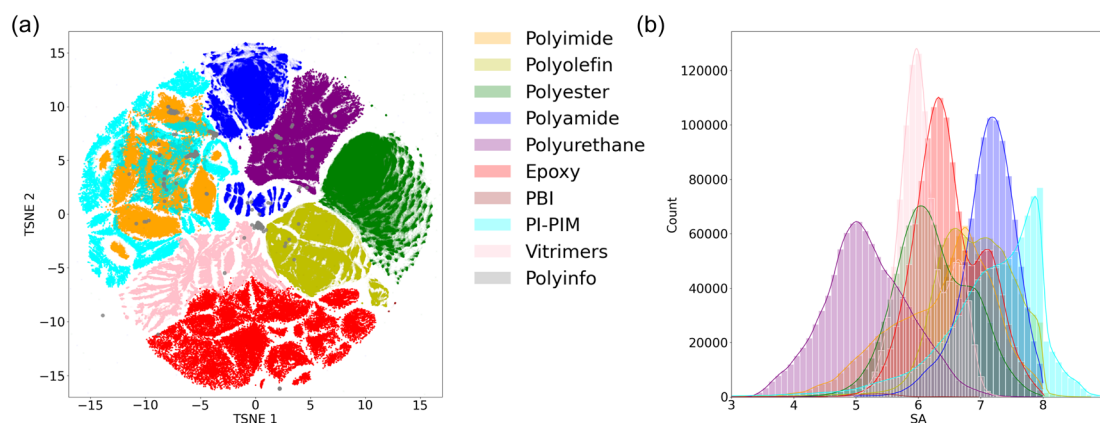 (a)
15
10
5
0
−5
−10
−15
TSNE 2
−15 −10 −5 0 5 10 15
TSNE 1
Polyimide
Polyolefin
Polyester
Polyamide
Polyurethane
Epoxy
PBI
PI-PIM
Vitrimers
Polyinfo
(b)
120000
100000
80000
60000
40000
20000
0
Count
3 4 5 6 7 8
SA